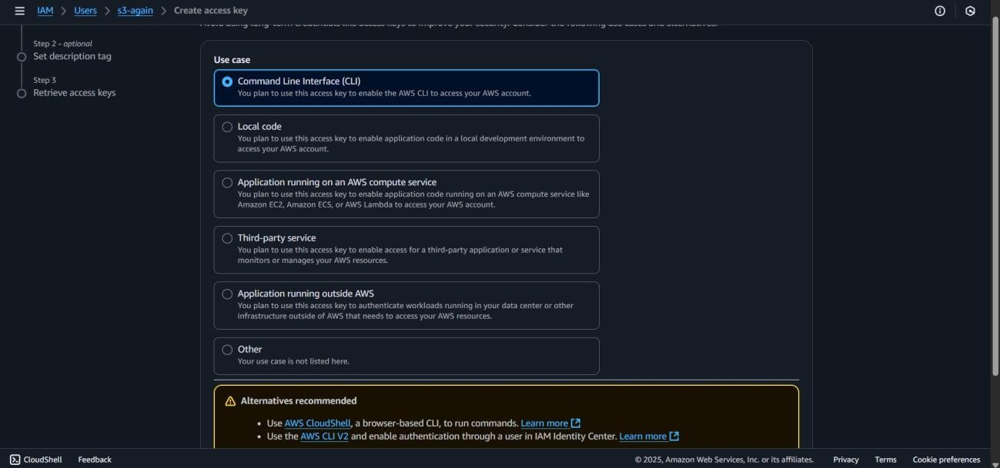 IAM > Users > s3-again > Create access key
Avoid using long-term credentials like access keys to improve your security. Consider the following use cases and alternatives.
Step 2 - optional
Set description tag
Step 3
Retrieve access keys
Use case
Command Line Interface (CLI)
You plan to use this access key to enable the AWS CLI to access your AWS account.
Local code
You plan to use this access key to enable application code in a local development environment to
access your AWS account.
Application running on an AWS compute service
You plan to use this access key to enable application code running on an AWS compute service like
Amazon EC2, Amazon ECS, or AWS Lambda to access your AWS account.
Third-party service
You plan to use this access key to enable access for a third-party application or service that
monitors or manages your AWS resources.
Application running outside AWS
You plan to use this access key to authenticate workloads running in your data center or other
infrastructure outside of AWS that needs to access your AWS resources.
Other
Your use case is not listed here.
Alternatives recommended
• Use AWS CloudShell, a browser-based CLI, to run commands. Learn more
• Use the AWS CLI V2 and enable authentication through a user in IAM Identity Center. Learn more
CloudShell Feedback © 2025, Amazon Web Services, Inc. or its affiliates. Privacy Terms Cookie preferences